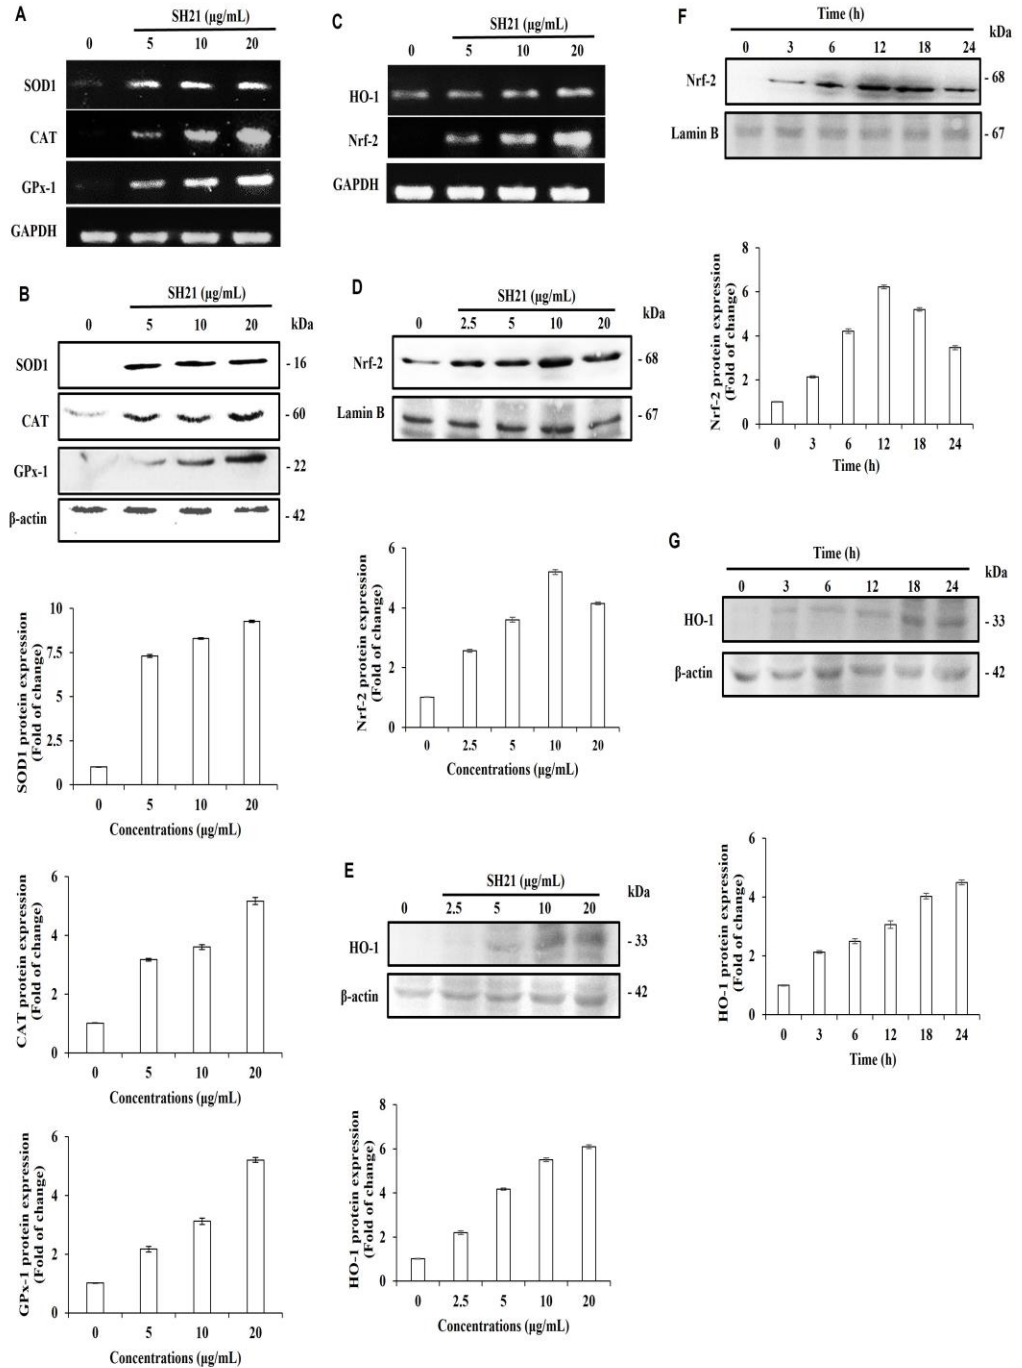 A
SH21 (µg/mL)
0 5 10 20
SOD1
CAT
GPx-1
GAPDH
B
SH21 (µg/mL)
0 5 10 20 kDa
SOD1 - 16
CAT - 60
GPx-1 - 22
β-actin - 42
SOD1 protein expression
(Fold of change)
10
7.5
5
2.5
0
0 5 10 20
Concentrations (µg/mL)
CAT protein expression
(Fold of change)
6
4
2
0
0 5 10 20
Concentrations (µg/mL)
GPx-1 protein expression
(Fold of change)
6
4
2
0
0 5 10 20
Concentrations (µg/mL)
C
SH21 (µg/mL)
0 5 10 20
HO-1
Nrf-2
GAPDH
D
SH21 (µg/mL)
0 2.5 5 10 20 kDa
Nrf-2 - 68
Lamin B - 67
Nrf-2 protein expression
(Fold of change)
6
4
2
0
0 2.5 5 10 20
Concentrations (µg/mL)
E
SH21 (µg/mL)
0 2.5 5 10 20 kDa
HO-1 - 33
β-actin - 42
HO-1 protein expression
(Fold of change)
8
6
4
2
0
0 2.5 5 10 20
Concentrations (µg/mL)
F
Time (h)
0 3 6 12 18 24 kDa
Nrf-2 - 68
Lamin B - 67
Nrf-2 protein expression
(Fold of change)
8
6
4
2
0
0 3 6 12 18 24
Time (h)
G
Time (h)
0 3 6 12 18 24 kDa
HO-1 - 33
β-actin - 42
HO-1 protein expression
(Fold of change)
6
4
2
0
0 3 6 12 18 24
Time (h)